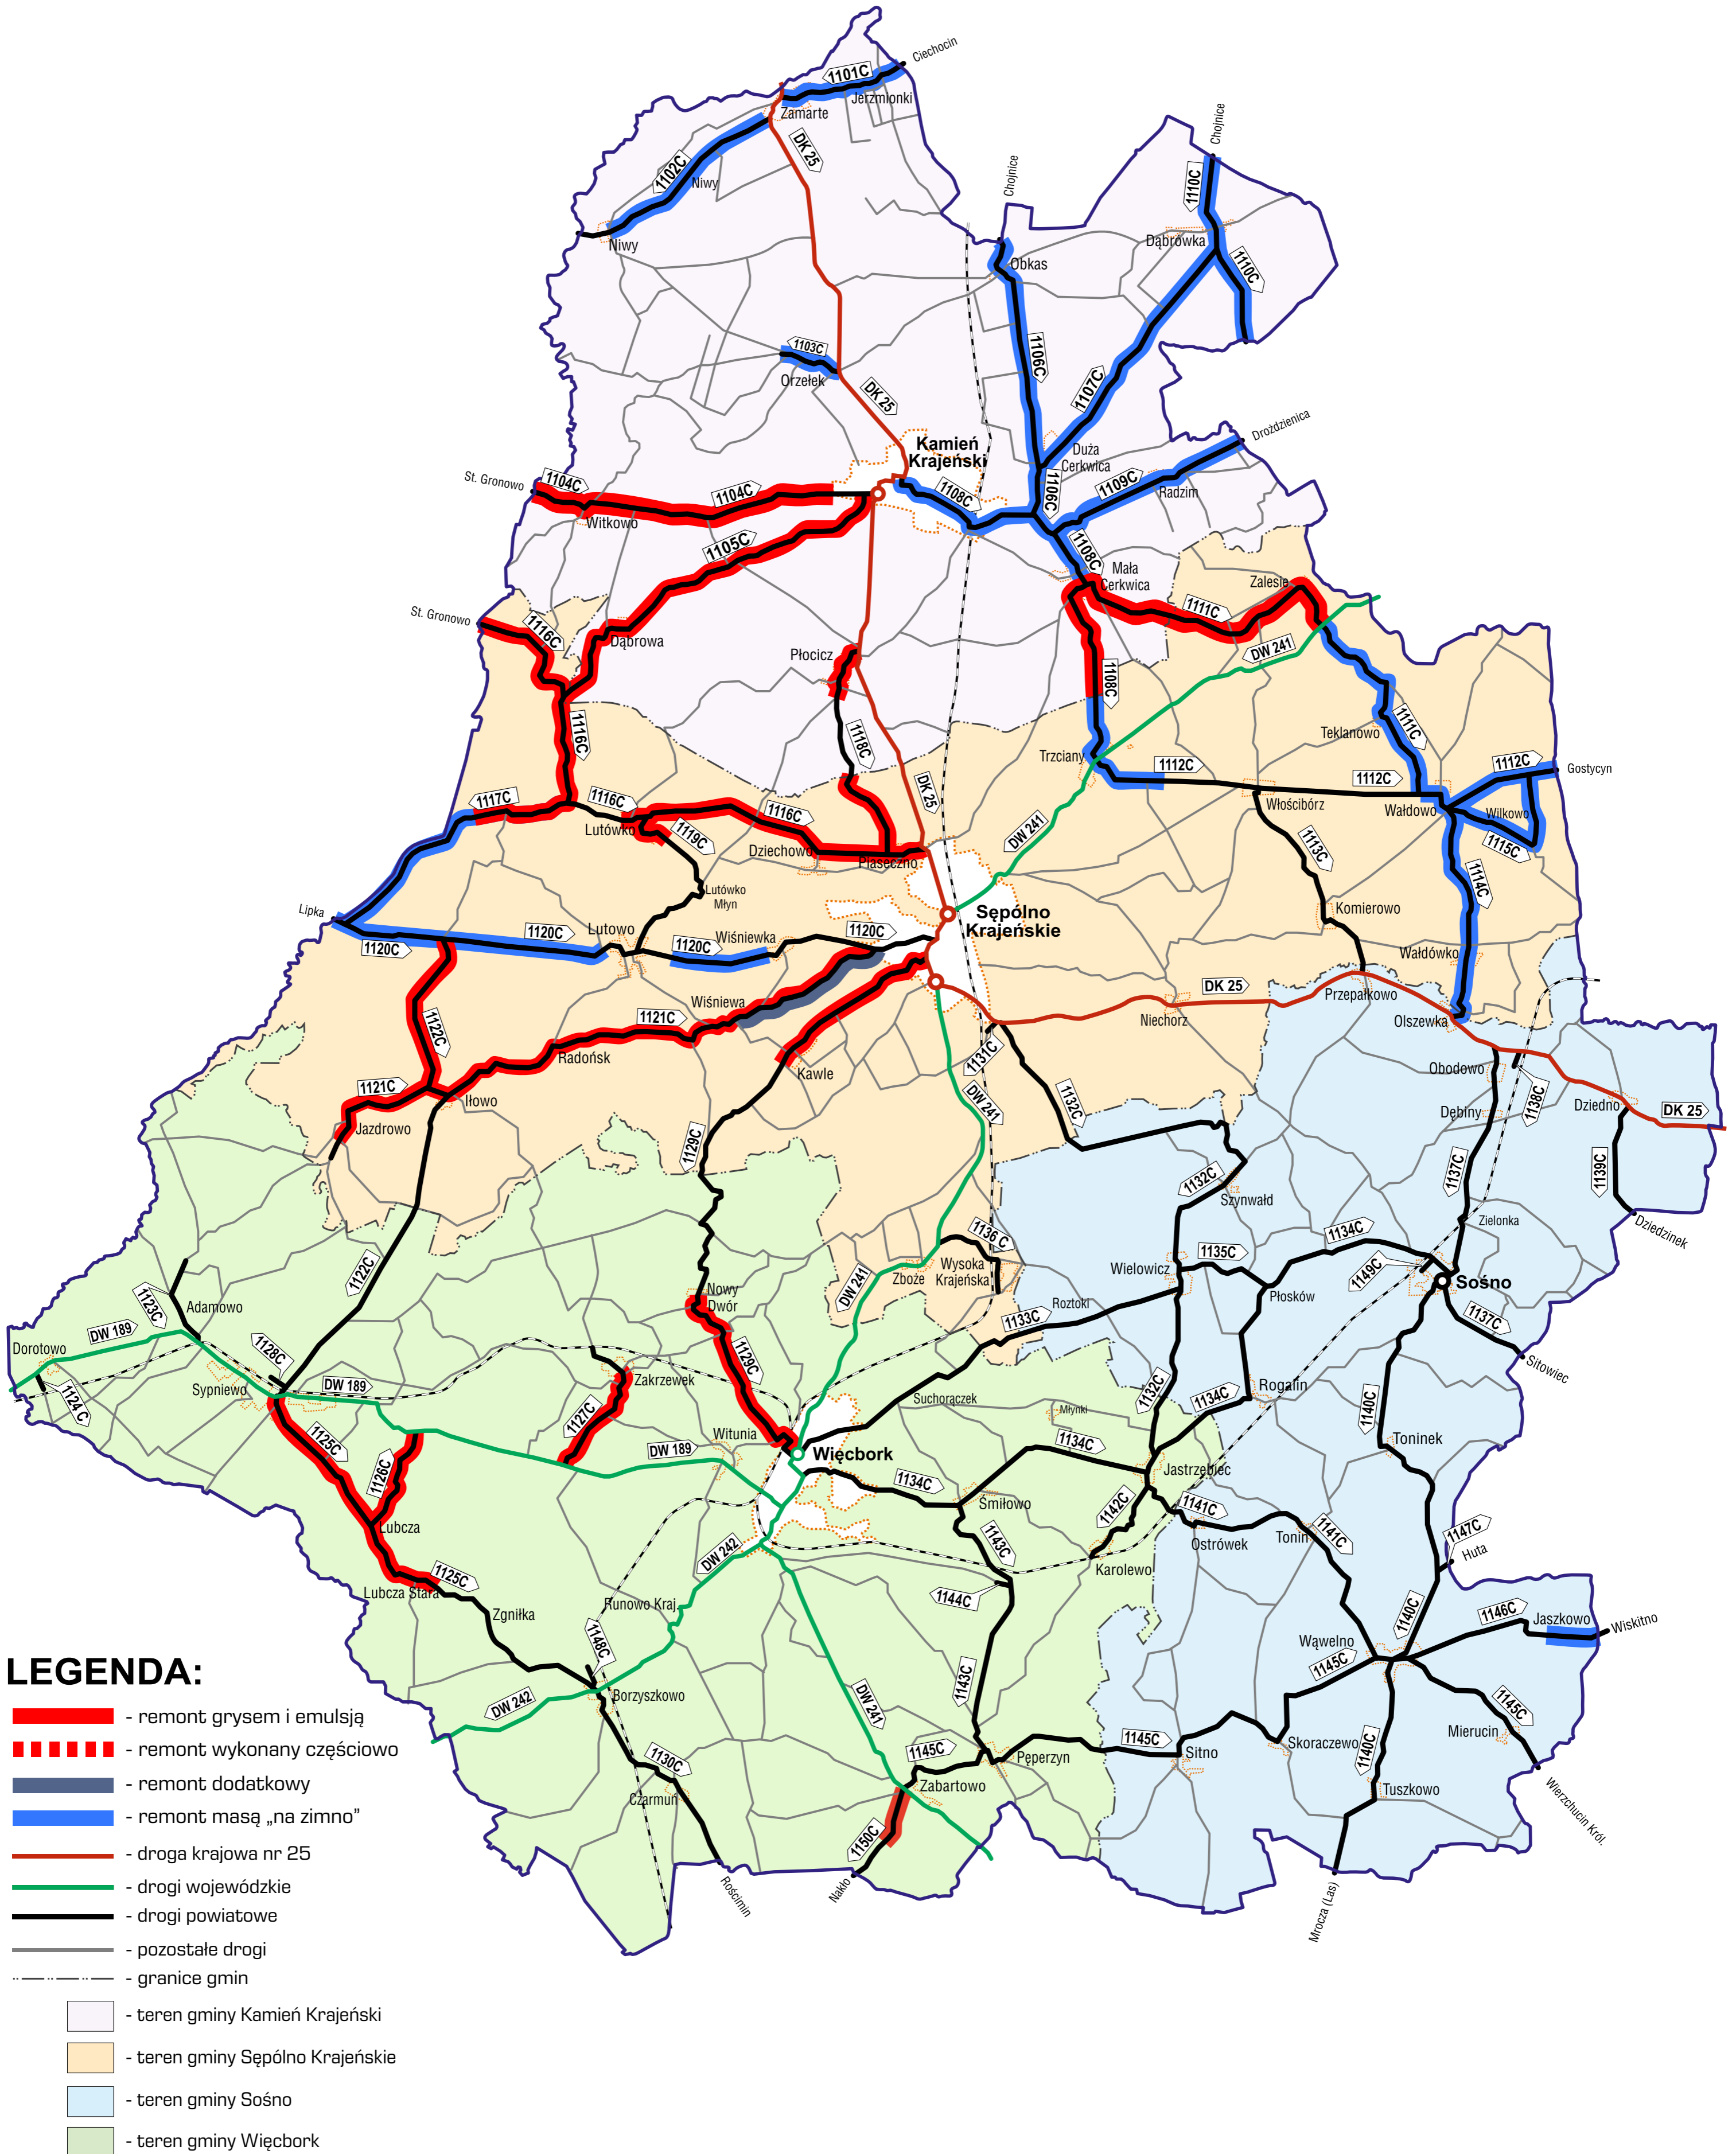 Ciechocin
1101C
Jerzmionki
Zamarte
DK 25
1102C
Niwy
Niwy
Chojnice
Chojnice
1110C
Dąbrówka
1110C
Obkas
1103C
Orzełek
1106C
1107C
DK 25
Kamień
Krajeński
Duża
Cerkwica
Drożdzienica
St. Gronowo
1104C
1104C
1108C
1106C
1109C
Radzim
Witkowo
1105C
1108C
Mała
Cerkwica
Zalesie
1111C
St. Gronowo
1116C
Dąbrowa
Płocicz
DW 241
1108C
1116C
1118C
Teklanowo
1111C
Trzciany
1112C
1112C
1112C
Gostycyn
DK 25
Włościbórz
Wałdowo
Wilkowo
1117C
1116C
1116C
Lutówko
1119C
Dziechowo
Piaseczno
DW 241
1113C
1115C
1114C
Lutówko
Młyn
Lipka
Sępólno
Krajeńskie
Komierowo
1120C
1120C
Lutowo
1120C
Wiśniewka
1120C
Wałdówko
Wiśniewa
1121C
Niechorz
DK 25
Przepałkowo
Olszewka
1122C
Radońsk
Kawle
1131C
1132C
Obodowo
1138C
1121C
Iłowo
DW 241
Dębiny
Dziedno
DK 25
Jazdrowo
1129C
1137C
1139C
1132C
Szynwałd
Zielonka
Dziedzinek
1136 C
1134C
1122C
Zboże
Wysoka
Krajeńska
Wielowicz
1135C
1149C
Sośno
1123C
Adamowo
DW 241
Nowy
Dwór
Roztoki
1133C
Płosków
1137C
DW 189
Dorotowo
1128C
1129C
Sitowiec
Sypniewo
DW 189
1124 C
Zakrzewek
Suchorączek
1132C
1134C
Rogalin
1140C
1125C
1127C
Młynki
Witunia
DW 189
Więcbork
1134C
Toninek
1126C
1134C
Jastrzębiec
Śmiłowo
1142C
1141C
Lubcza
1143C
Ostrówek
Tonin
1141C
1147C
Huta
DW 242
Karolewo
1125C
Lubcza Stara
1144C
Zgniłka
Runowo Kraj.
1140C
1146C
Jaszkowo
Wiskitno
1148C
Wąwelno
1145C
1143C
DW 242
Borzyszkowo
DW 241
1145C
Mierucin
1145C
1145C
Skoraczewo
1140C
Pęperzyn
Sitno
1130C
Zabartowo
Tuszkowo
Czarmuń
Wierzchucin Król.
1150C
Nakło
Rościmin
Mrocza (Las)
LEGENDA:
- remont grysem i emulsją
- remont wykonany częściowo
- remont dodatkowy
- remont masą „na zimno”
- droga krajowa nr 25
- drogi wojewódzkie
- drogi powiatowe
- pozostałe drogi
- granice gmin
- teren gminy Kamień Krajeński
- teren gminy Sępólno Krajeńskie
- teren gminy Sośno
- teren gminy Więcbork